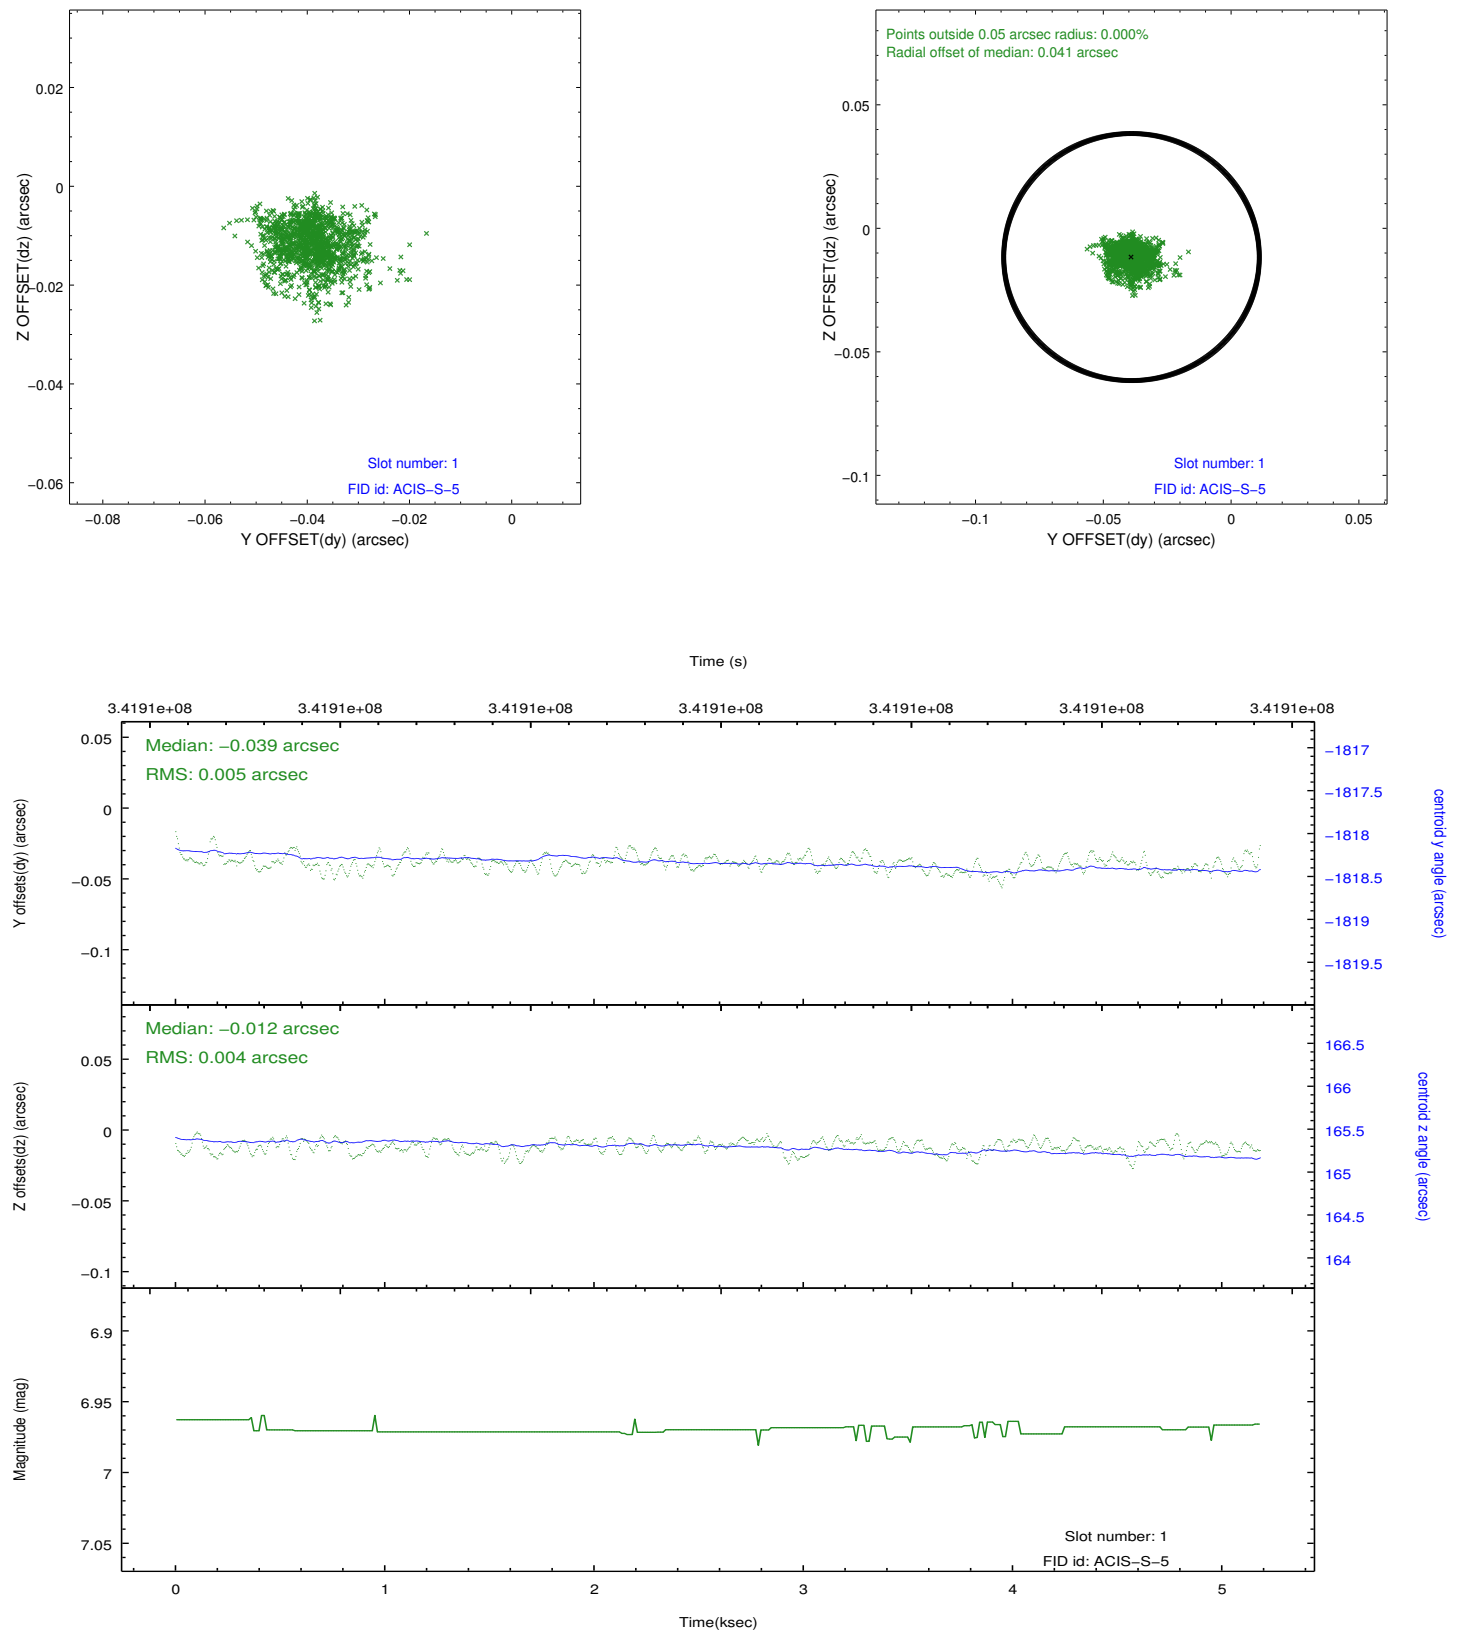 0.02
0
−0.02
−0.04
−0.06
Z OFFSET(dz) (arcsec)
Slot number: 1
FID id: ACIS−S−5
−0.08 −0.06 −0.04 −0.02 0
Y OFFSET(dy) (arcsec)
Points outside 0.05 arcsec radius: 0.000%
Radial offset of median: 0.041 arcsec
0.05
0
−0.05
−0.1
Z OFFSET(dz) (arcsec)
Slot number: 1
FID id: ACIS−S−5
−0.1 −0.05 0 0.05
Y OFFSET(dy) (arcsec)
Time (s)
3.4191e+08 3.4191e+08 3.4191e+08 3.4191e+08 3.4191e+08 3.4191e+08 3.4191e+08
Median: −0.039 arcsec
RMS: 0.005 arcsec
0.05
0
−0.05
−0.1
Y offsets(dy) (arcsec)
−1817
−1817.5
−1818
−1818.5
−1819
−1819.5
centroid y angle (arcsec)
Median: −0.012 arcsec
RMS: 0.004 arcsec
0.05
0
−0.05
−0.1
Z offsets(dz) (arcsec)
166.5
166
165.5
165
164.5
164
centroid z angle (arcsec)
6.9
6.95
7
7.05
Magnitude (mag)
Slot number: 1
FID id: ACIS−S−5
0 1 2 3 4 5
Time(ksec)